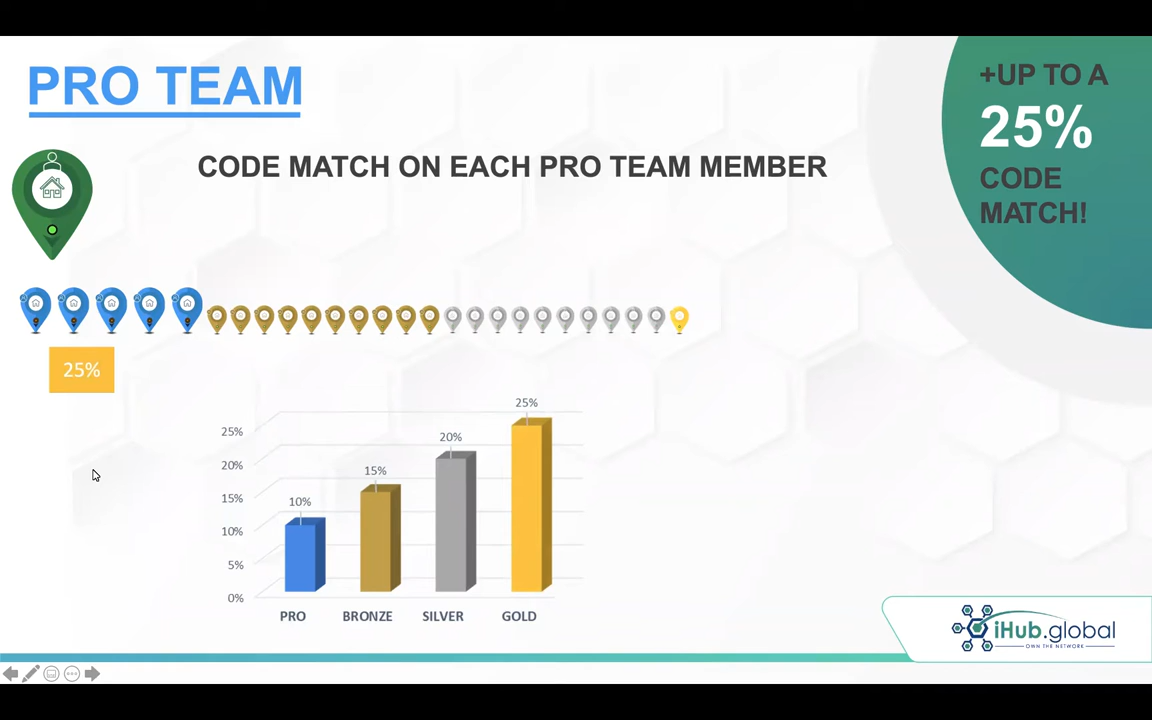 PRO TEAM
+UP TO A
25%
CODE
MATCH!
CODE MATCH ON EACH PRO TEAM MEMBER
25%
25%
20%
15%
10%
5%
0%
10%
15%
20%
25%
PRO
BRONZE
SILVER
GOLD
iHub.global
OWN THE NETWORK